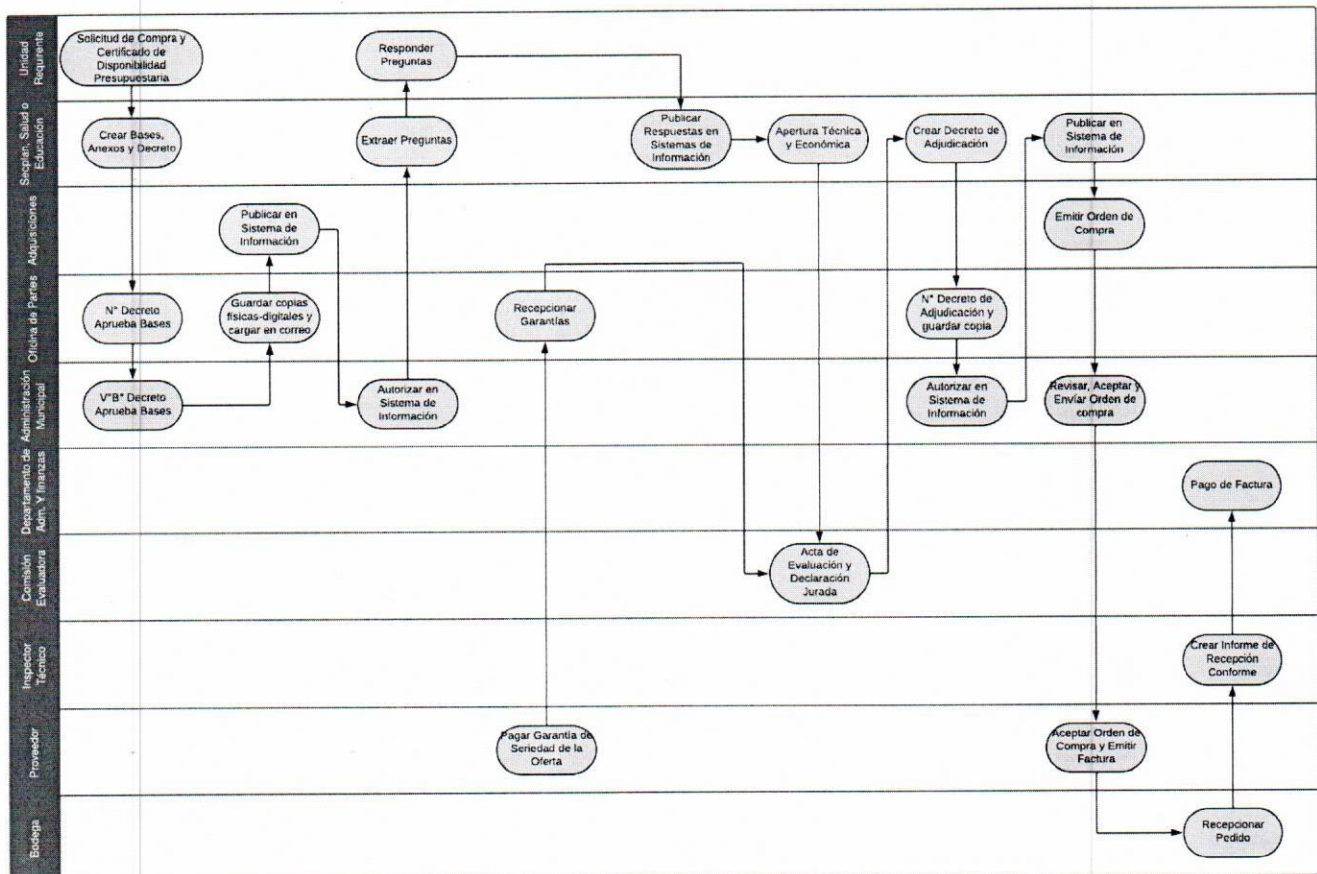 Unidad
Requirente
Solicitud de Compra y
Certificado de
Disponibilidad
Presupuestaria
Responder
Preguntas
Secplan, Salud o
Educación
Crear Bases,
Anexos y Decreto
Extraer Preguntas
Publicar
Respuestas en
Sistemas de
Información
Apertura Técnica
y Económica
Crear Decreto de
Adjudicación
Publicar en
Sistema de
Información
Adquisiciones
Publicar en
Sistema de
Información
Emitir Orden de
Compra
Oficina de Partes
N° Decreto
Aprueba Bases
Guardar copias
físicas-digitales y
cargar en correo
Recepcionar
Garantías
N° Decreto de
Adjudicación y
guardar copia
Administración
Municipal
V°B° Decreto
Aprueba Bases
Autorizar en
Sistema de
Información
Autorizar en
Sistema de
Información
Revisar, Aceptar y
Envíar Orden de
compra
Departamento de
Adm. Y finanzas
Pago de Factura
Comisión
Evaluadora
Acta de
Evaluación y
Declaración
Jurada
Inspector
Técnico
Crear Informe de
Recepción
Conforme
Proveedor
Pagar Garantía de
Seriedad de la
Oferta
Aceptar Orden de
Compra y Emitir
Factura
Bodega
Recepcionar
Pedido